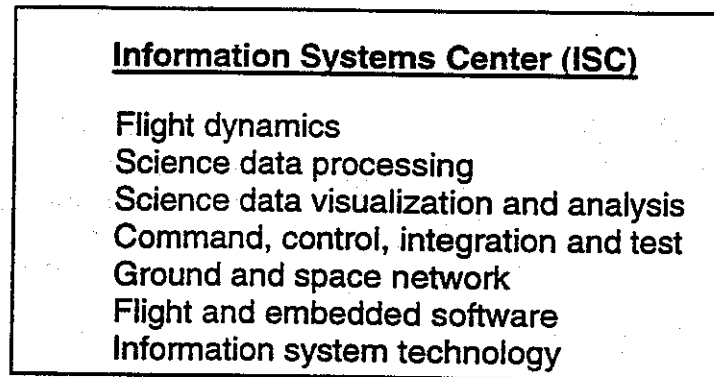 Information Systems Center (ISC)
Flight dynamics
Science data processing
Science data visualization and analysis
Command, control, integration and test
Ground and space network
Flight and embedded software
Information system technology